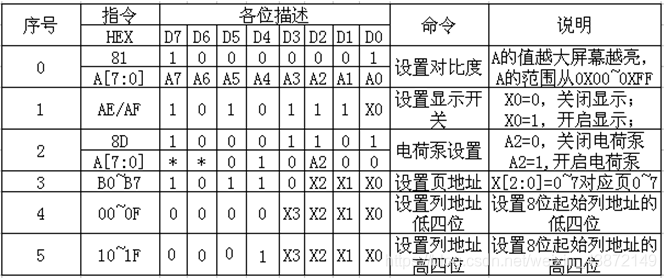 序号 指令 各位描述 命令 说明
HEX D7 D6 D5 D4 D3 D2 D1 D0
0 81 1 0 0 0 0 0 0 1 设置对比度 A的值越大屏幕越亮,
A[7:0] A7 A6 A5 A4 A3 A2 A1 A0 A的范围从0X00~0XFF
1 AE/AF 1 0 1 0 1 1 1 X0 设置显示开 X0=0, 关闭显示;
关 X0=1, 开启显示;
2 8D 1 0 0 0 1 1 0 1 电荷泵设置 A2=0, 关闭电荷泵
A[7:0] * * 0 1 0 A2 0 0 A2=1,开启电荷泵
3 B0~B7 1 0 1 1 0 X2 X1 X0 设置页地址 X[2:0]=0~7对应页0~7
4 00~0F 0 0 0 0 X3 X2 X1 X0 设置列地址 设置8位起始列地址的
低四位 低四位
5 10~1F 0 0 0 1 X3 X2 X1 X0 设置列地址 设置8位起始列地址的
高四位 高四位